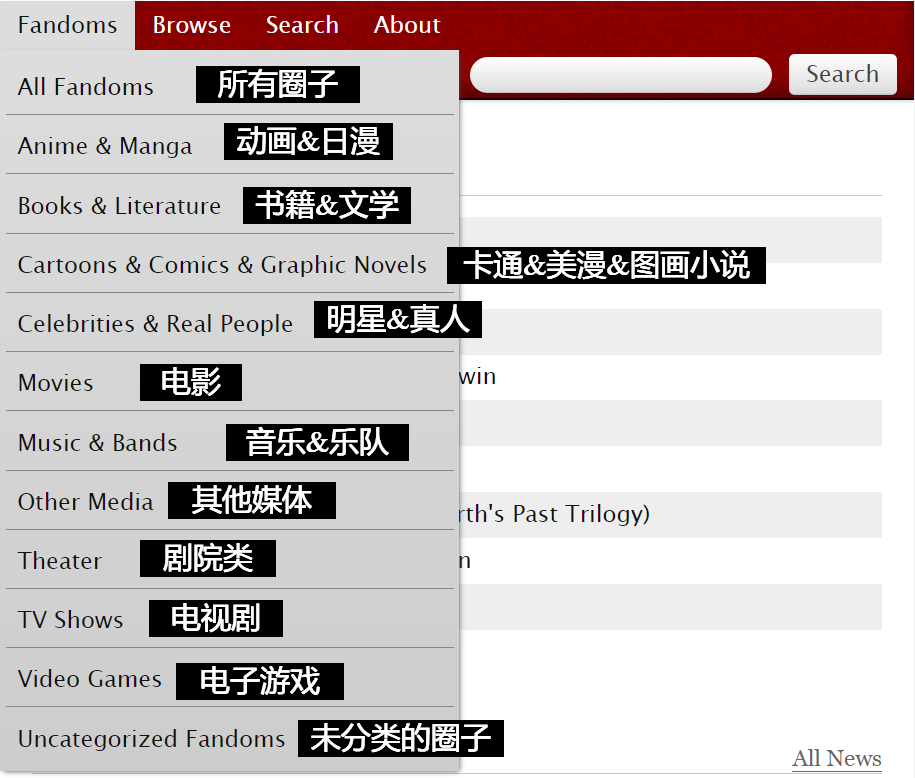 Fandoms Browse Search About
Search
All Fandoms 所有圈子
Anime & Manga 动画&日漫
Books & Literature 书籍&文学
Cartoons & Comics & Graphic Novels 卡通&美漫&图画小说
Celebrities & Real People 明星&真人
Movies 电影 win
Music & Bands 音乐&乐队
Other Media 其他媒体 rth's Past Trilogy)
Theater 剧院类 n
TV Shows 电视剧
Video Games 电子游戏
Uncategorized Fandoms 未分类的圈子
All News